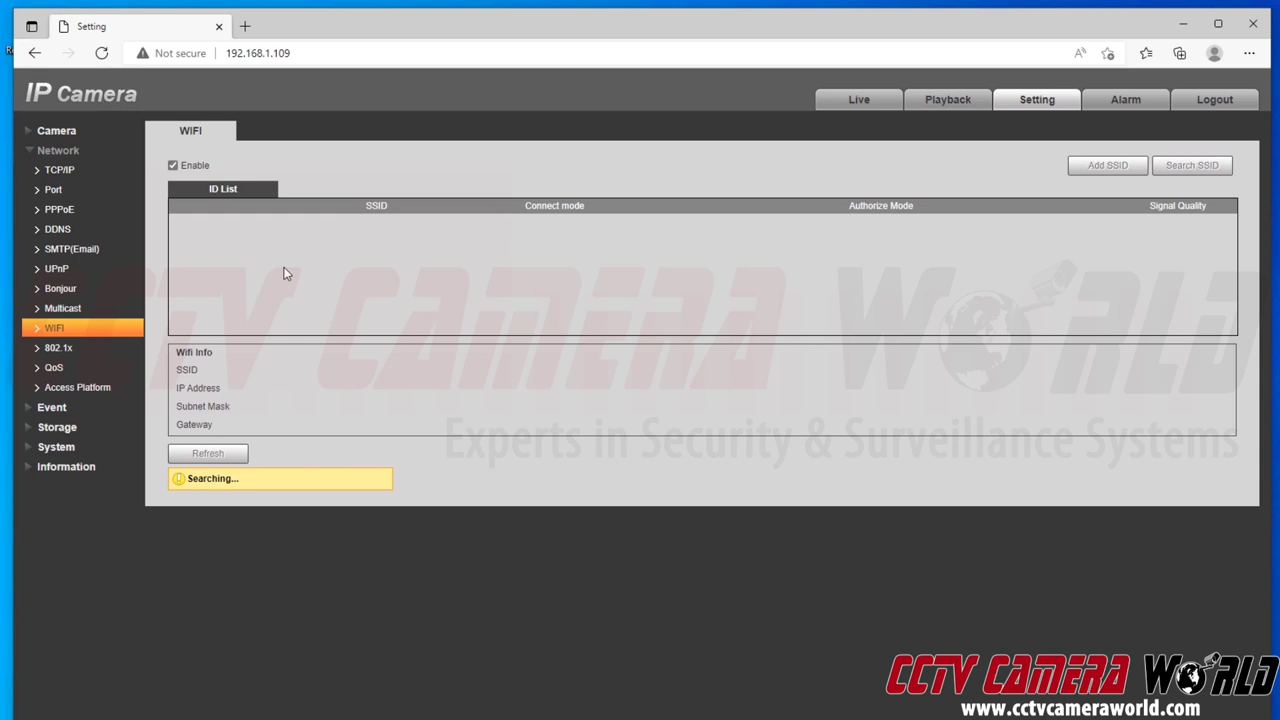 Setting
Not secure 192.168.1.109
IP Camera
Live Playback Setting Alarm Logout
Camera
Network
TCP/IP
Port
PPPoE
DDNS
SMTP(Email)
UPnP
Bonjour
Multicast
WIFI
802.1x
QoS
Access Platform
Event
Storage
System
Information
WIFI
Enable
Add SSID Search SSID
ID List
SSID Connect mode Authorize Mode Signal Quality
Wifi Info
SSID
IP Address
Subnet Mask
Gateway
Refresh
Searching...
CCTV CAMERA WORLD
Experts in Security & Surveillance Systems
CCTV CAMERA WORLD
www.cctvcameraworld.com